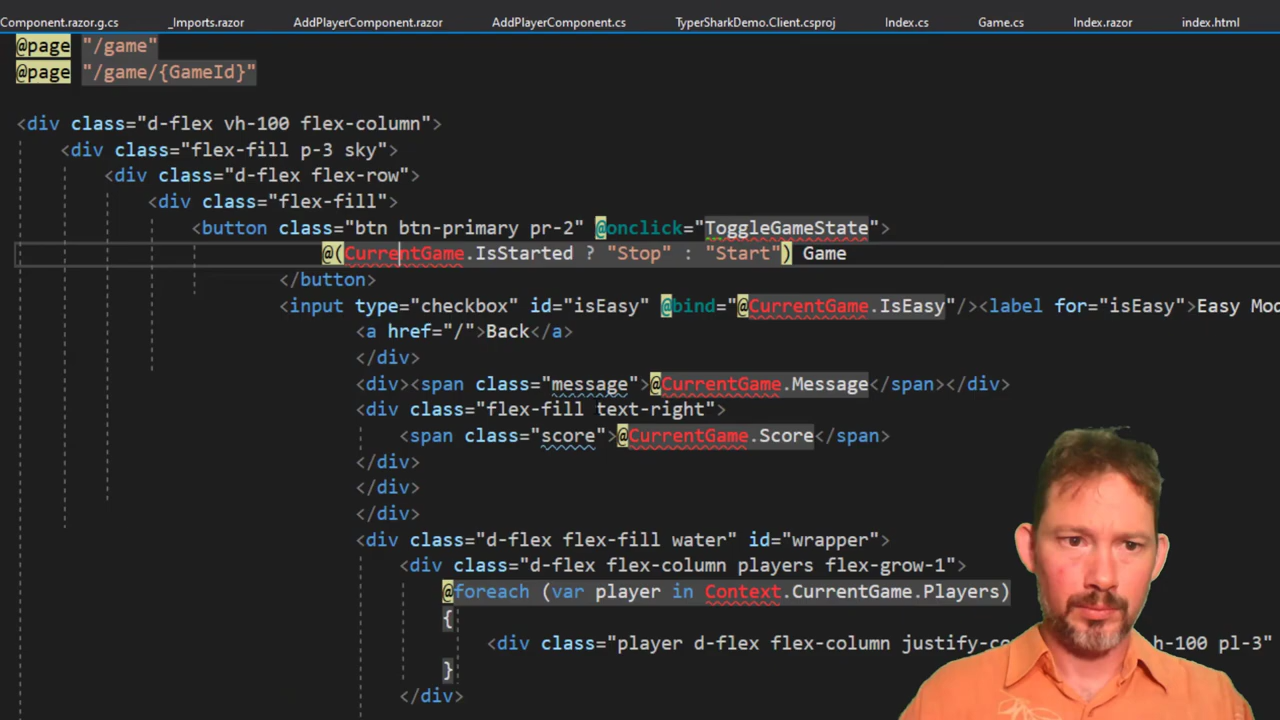 Component.razor.g.cs _Imports.razor AddPlayerComponent.razor AddPlayerComponent.cs TyperSharkDemo.Client.csproj Index.cs Game.cs Index.razor index.html
@page "/game"
@page "/game/{GameId}"
<div class="d-flex vh-100 flex-column">
<div class="flex-fill p-3 sky">
<div class="d-flex flex-row">
<div class="flex-fill">
<button class="btn btn-primary pr-2" @onclick="ToggleGameState">
@(CurrentGame.IsStarted ? "Stop" : "Start") Game
</button>
<input type="checkbox" id="isEasy" @bind="@CurrentGame.IsEasy"/><label for="isEasy">Easy Mo
<a href="/">Back</a>
</div>
<div><span class="message">@CurrentGame.Message</span></div>
<div class="flex-fill text-right">
<span class="score">@CurrentGame.Score</span>
</div>
</div>
</div>
<div class="d-flex flex-fill water" id="wrapper">
<div class="d-flex flex-column players flex-grow-1">
@foreach (var player in Context.CurrentGame.Players)
{
<div class="player d-flex flex-column h-100 pl-3"
}
</div>